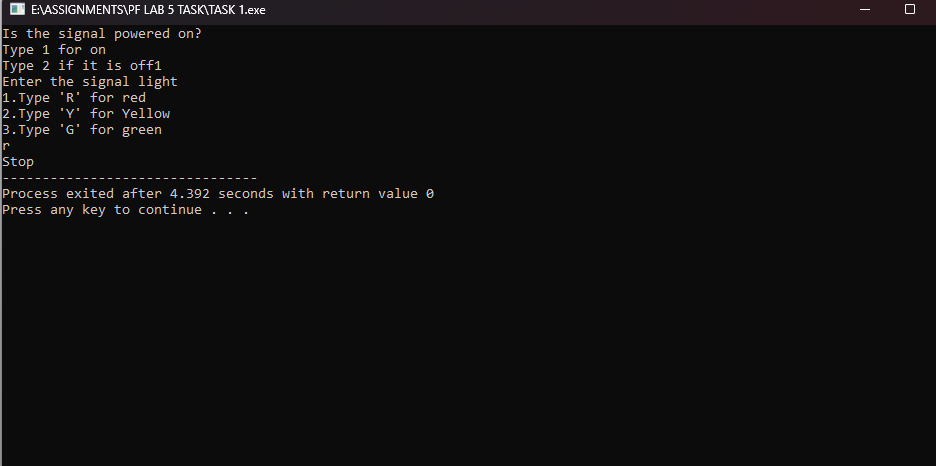 E:\ASSIGNMENTS\PF LAB 5 TASK\TASK 1.exe
Is the signal powered on?
Type 1 for on
Type 2 if it is off1
Enter the signal light
1.Type 'R' for red
2.Type 'Y' for Yellow
3.Type 'G' for green
r
Stop
--------------------------------
Process exited after 4.392 seconds with return value 0
Press any key to continue . . .